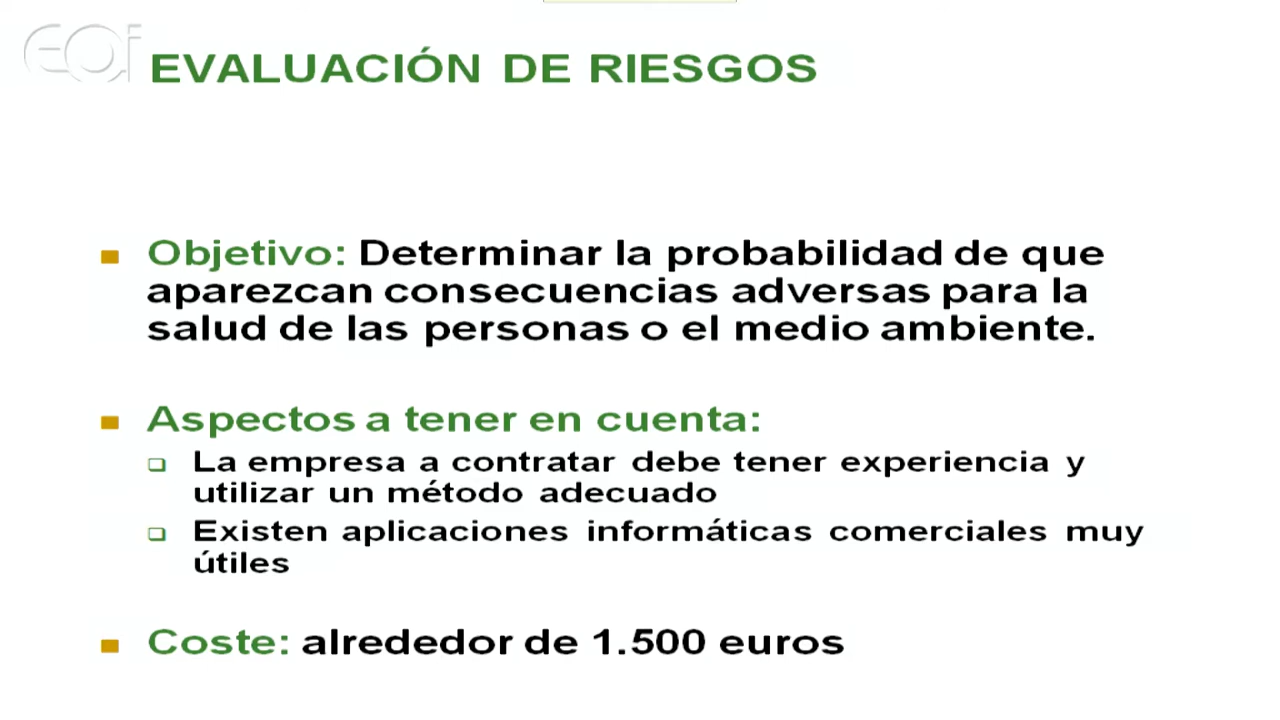 eoi
EVALUACIÓN DE RIESGOS
Objetivo: Determinar la probabilidad de que
aparezcan consecuencias adversas para la
salud de las personas o el medio ambiente.
Aspectos a tener en cuenta:
La empresa a contratar debe tener experiencia y
utilizar un método adecuado
Existen aplicaciones informáticas comerciales muy
útiles
Coste: alrededor de 1.500 euros